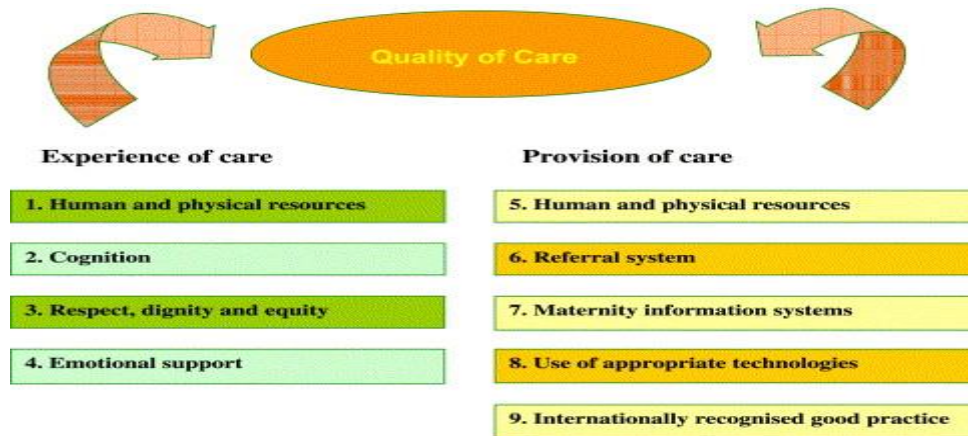 Quality of Care
Experience of care
1. Human and physical resources
2. Cognition
3. Respect, dignity and equity
4. Emotional support
Provision of care
5. Human and physical resources
6. Referral system
7. Maternity information systems
8. Use of appropriate technologies
9. Internationally recognised good practice